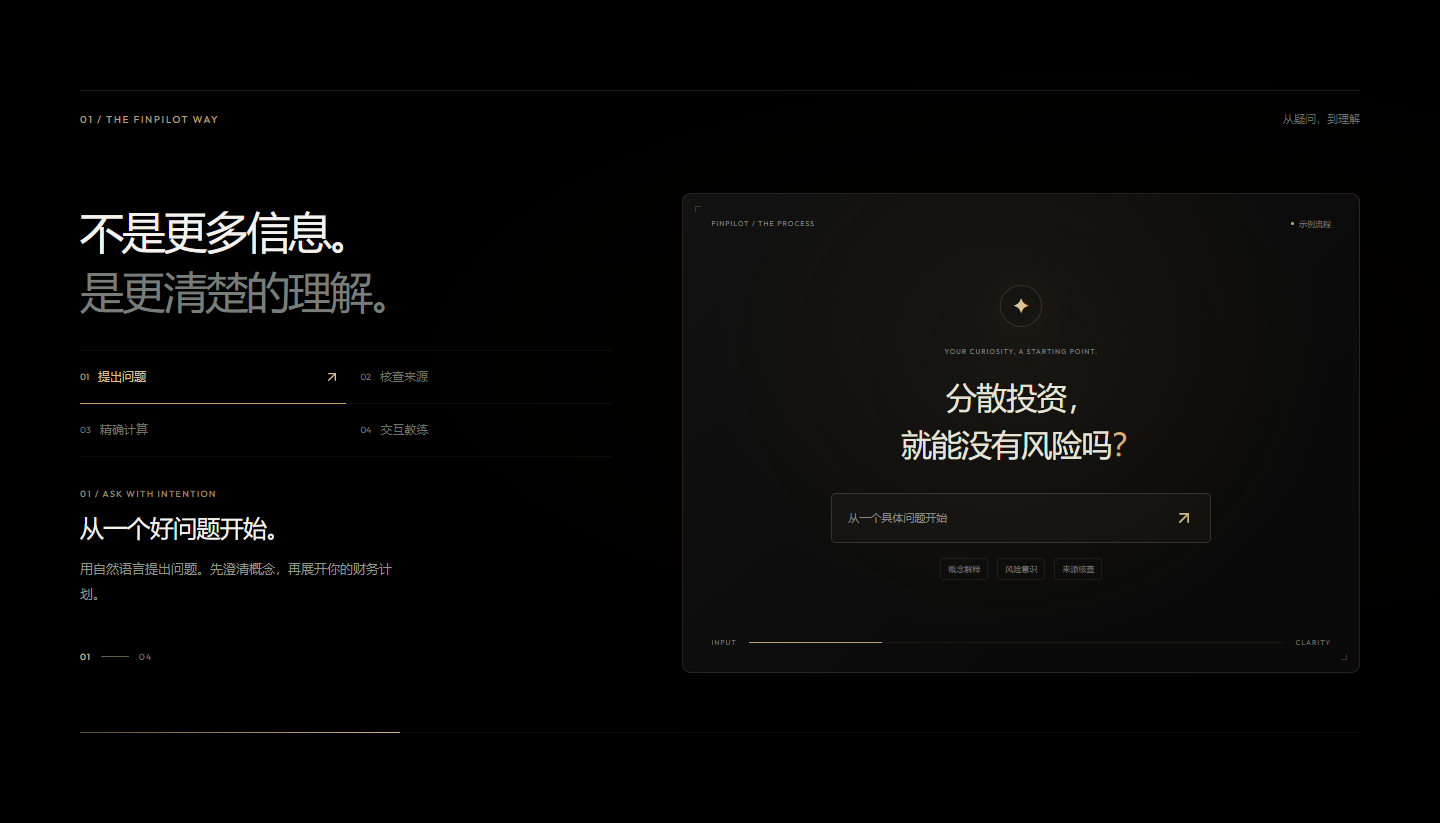 01 / THE FINPILOT WAY
从疑问，到理解
不是更多信息。
是更清楚的理解。
01 提出问题
02 核查来源
03 精确计算
04 交互教练
01 / ASK WITH INTENTION
从一个好问题开始。
用自然语言提出问题。先澄清概念，再展开你的财务计
划。
01 — 04
FINPILOT / THE PROCESS
示例流程
YOUR CURIOSITY, A STARTING POINT.
分散投资，
就能没有风险吗？
从一个具体问题开始
概念解释
风险意识
来源核查
INPUT
CLARITY